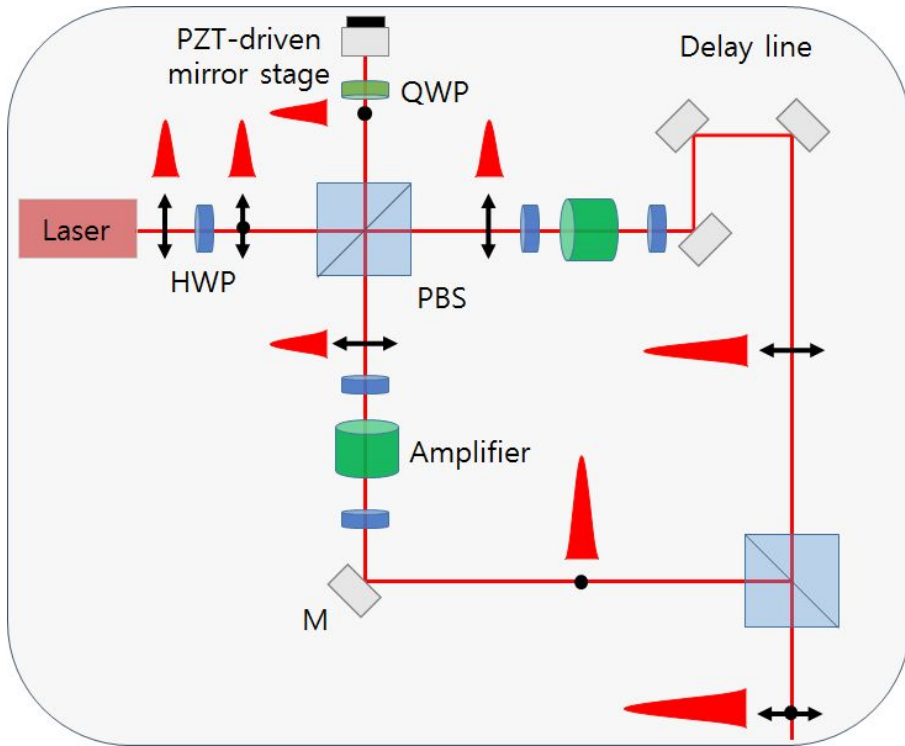 PZT-driven
mirror stage
Delay line
QWP
Laser
HWP
PBS
Amplifier
M